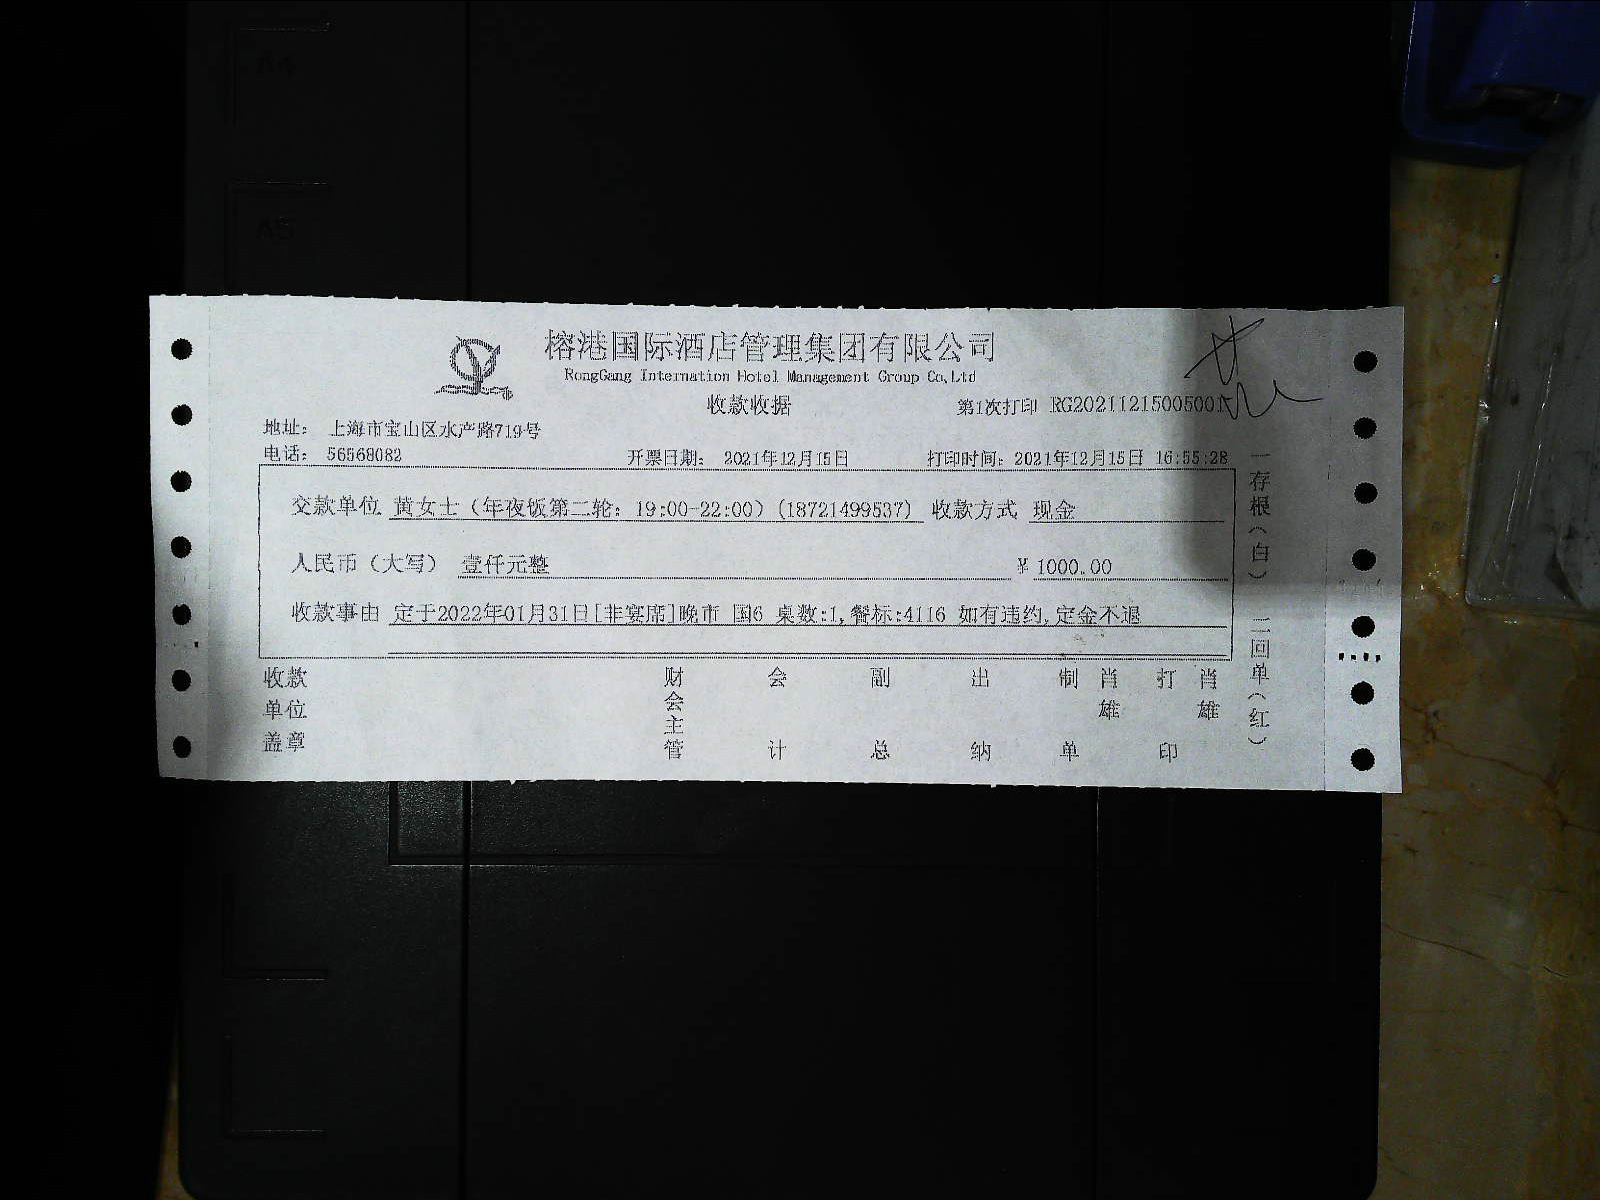 榕港国际酒店管理集团有限公司
RongGang Internation Hotel Management Group Co,Ltd
收款收据 第1次打印
地址： 上海市宝山区水产路719号
电话： 56568082 开票日期： 2021年12月15日 打印时间：2021年12月15日 16:55:28
交款单位 黄女士（年夜饭第二轮：19:00-22:00）(18721499537) 收款方式 现金
人民币（大写） 壹仟元整 ¥ 1000.00
收款事由 定于2022年01月31日[非宴席]晚市 国6 桌数:1,餐标:4116 如有违约,定金不退
收款单位盖章 财会主管 会计 副总 出纳 制单 肖雄 打印 肖雄
一存根（白） 二回单（红）
A4
A5